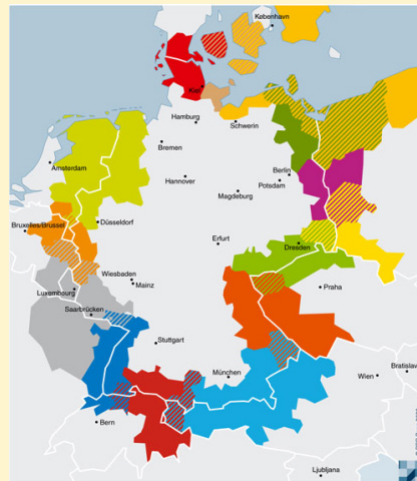 København
Kiel
Hamburg
Schwerin
Bremen
Amsterdam
Hannover
Berlin
Potsdam
Magdeburg
Bruxelles/Brüssel
Düsseldorf
Erfurt
Dresden
Wiesbaden
Mainz
Luxembourg
Praha
Saarbrücken
Stuttgart
München
Wien
Bratislava
Bern
Ljubljana